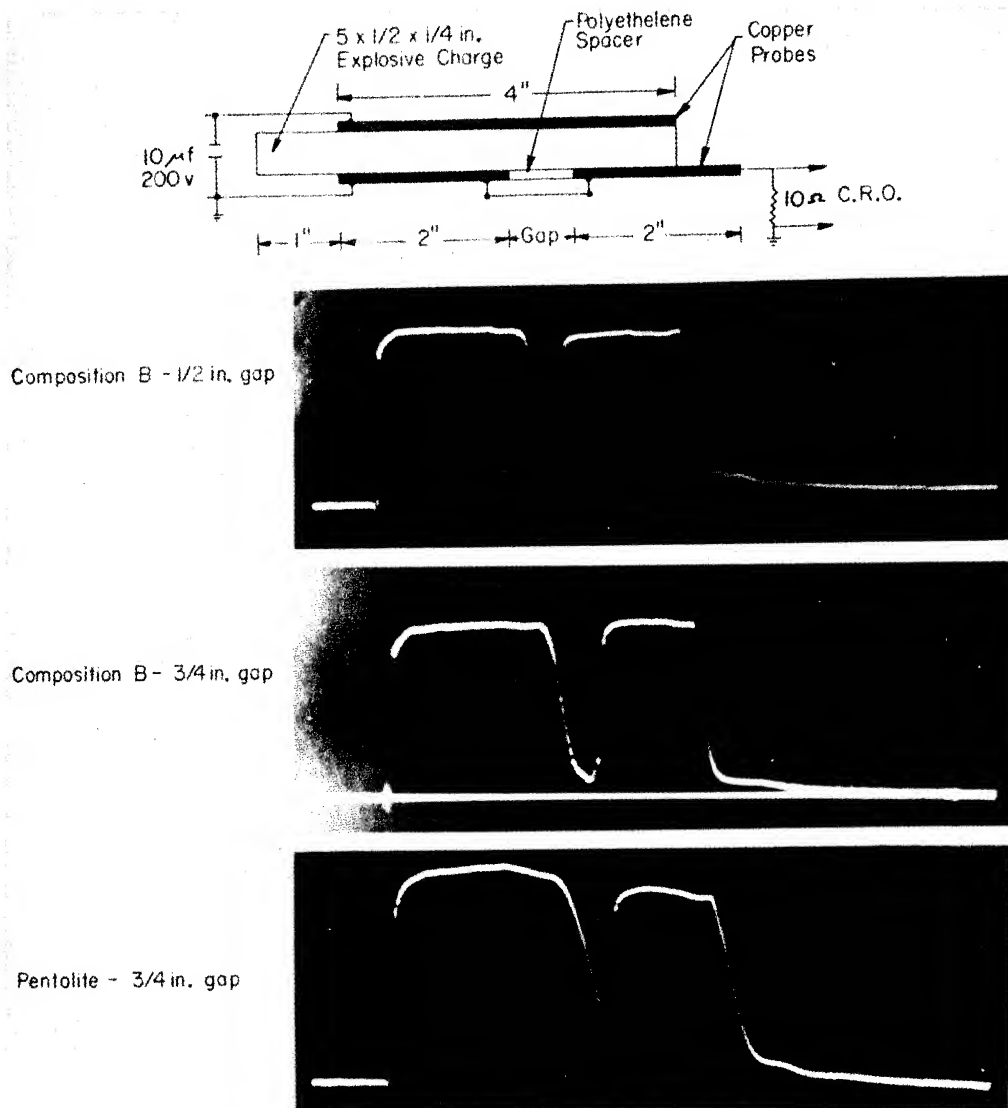 5 x 1/2 x 1/4 in.
Explosive Charge
Polyethelene
Spacer
Copper
Probes
4"
10 μf
200 v
10 Ω C.R.O.
1"
2"
Gap
2"
Composition B - 1/2 in. gap
Composition B - 3/4 in. gap
Pentolite - 3/4 in. gap